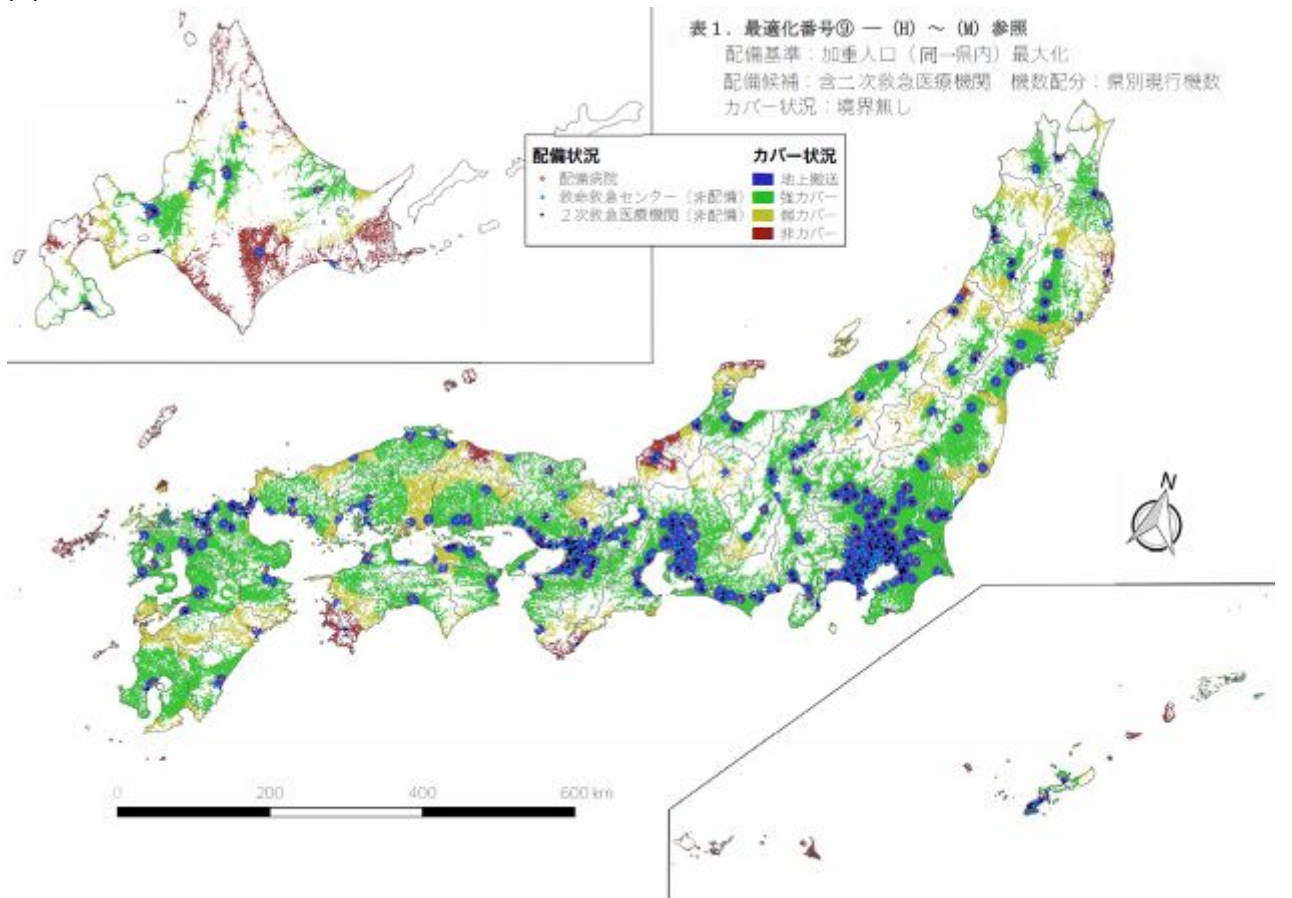 表1．最適化番号⑨ ― (H) ～ (M) 参照
配備基準：加重人口（同一県内）最大化
配備候補：含二次救急医療機関　機数配分：県別現行機数
カバー状況：境界無し
配備状況
配備病院
救命救急センター（非配備）
2次救急医療機関（非配備）
カバー状況
地上搬送
強カバー
弱カバー
非カバー
N
0 200 400 600 km